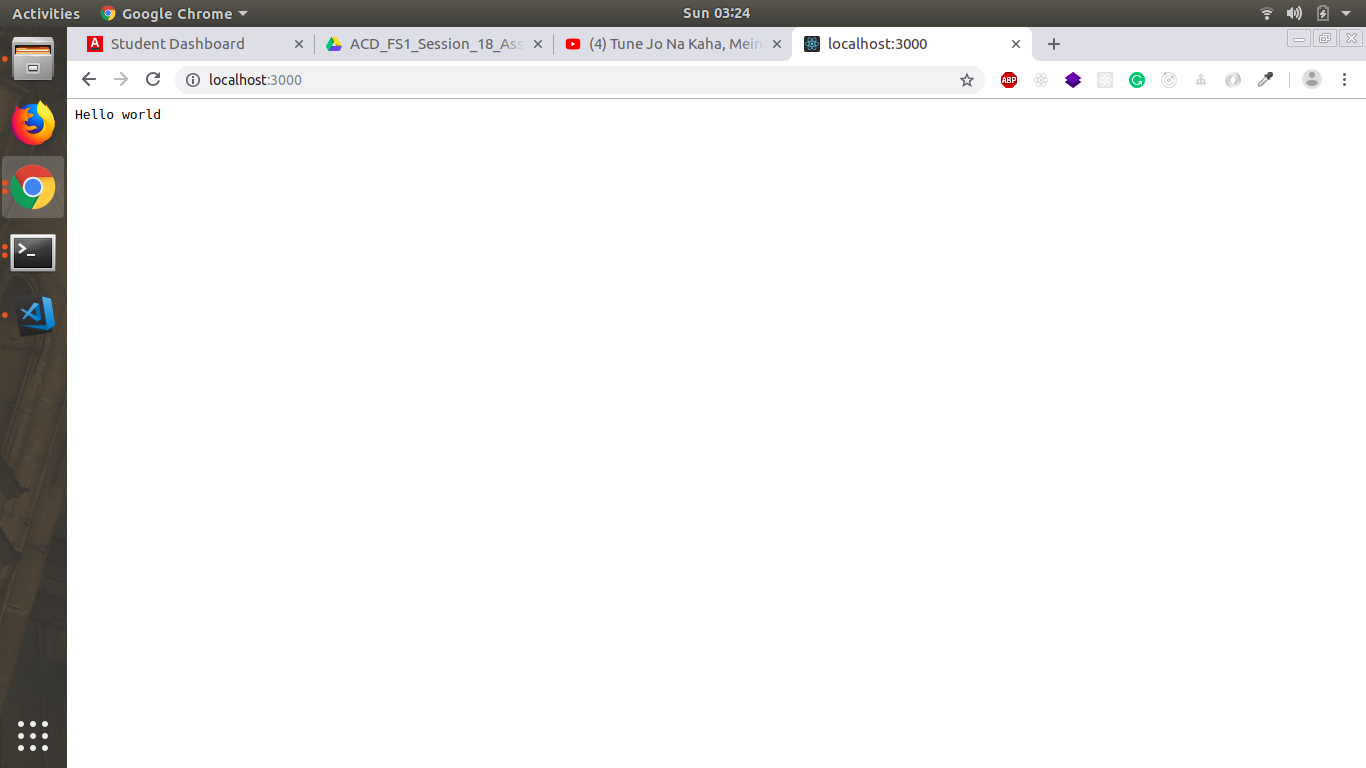 Activities
Google Chrome
Sun 03:24
Student Dashboard
ACD_FS1_Session_18_Ass
(4) Tune Jo Na Kaha, Mein
localhost:3000
localhost:3000
ABP
Hello world